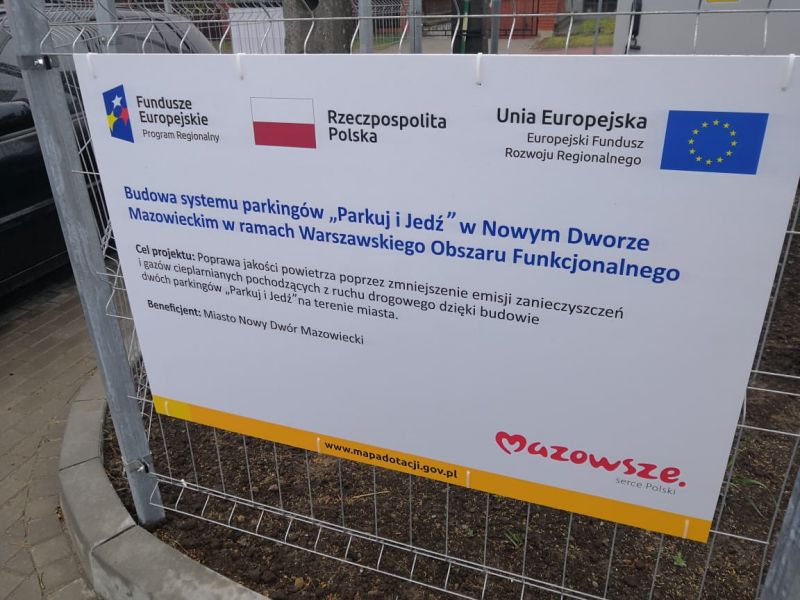 Fundusze
Europejskie
Program Regionalny
Rzeczpospolita
Polska
Unia Europejska
Europejski Fundusz
Rozwoju Regionalnego
Budowa systemu parkingów „Parkuj i Jedź” w Nowym Dworze
Mazowieckim w ramach Warszawskiego Obszaru Funkcjonalnego
Cel projektu: Poprawa jakości powietrza poprzez zmniejszenie emisji zanieczyszczeń
i gazów cieplarnianych pochodzących z ruchu drogowego dzięki budowie
dwóch parkingów „Parkuj i Jedź” na terenie miasta.
Beneficjent: Miasto Nowy Dwór Mazowiecki
www.mapadotacji.gov.pl
mazowsze.
serce Polski